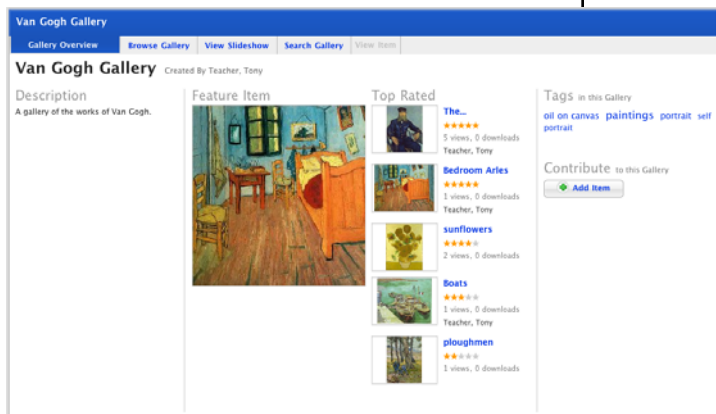 Van Gogh Gallery
Gallery Overview Browse Gallery View Slideshow Search Gallery View Item
Van Gogh Gallery Created By Teacher, Tony
Description
A gallery of the works of Van Gogh.
Feature Item
Top Rated
The...
5 views, 0 downloads
Teacher, Tony
Bedroom Arles
1 views, 0 downloads
Teacher, Tony
sunflowers
2 views, 0 downloads
Boats
1 views, 0 downloads
Teacher, Tony
ploughmen
1 views, 0 downloads
Tags in this Gallery
oil on canvas paintings portrait self
portrait
Contribute to this Gallery
Add Item